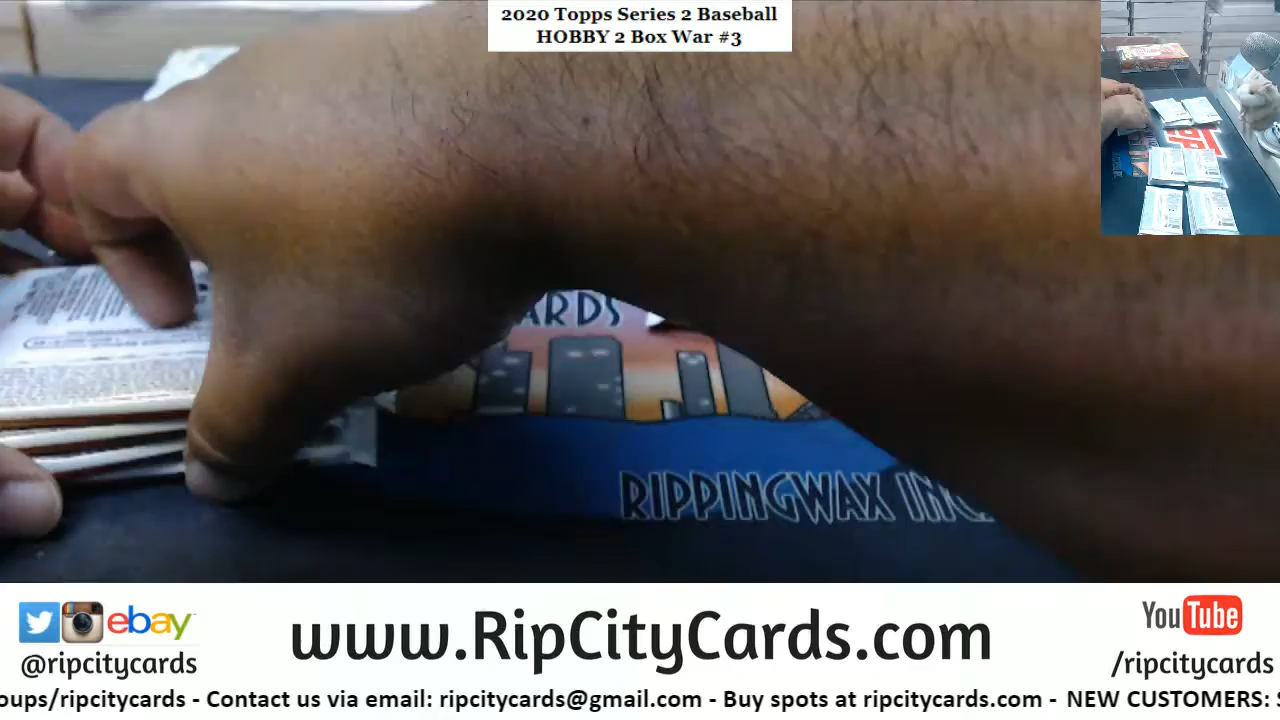 2020 Topps Series 2 Baseball
HOBBY 2 Box War #3
ARDS
RIPPINGWAX INC
ebay
YouTube
www.RipCityCards.com
@ripcitycards
/ripcitycards
oups/ripcitycards - Contact us via email: ripcitycards@gmail.com - Buy spots at ripcitycards.com - NEW CUSTOMERS: S